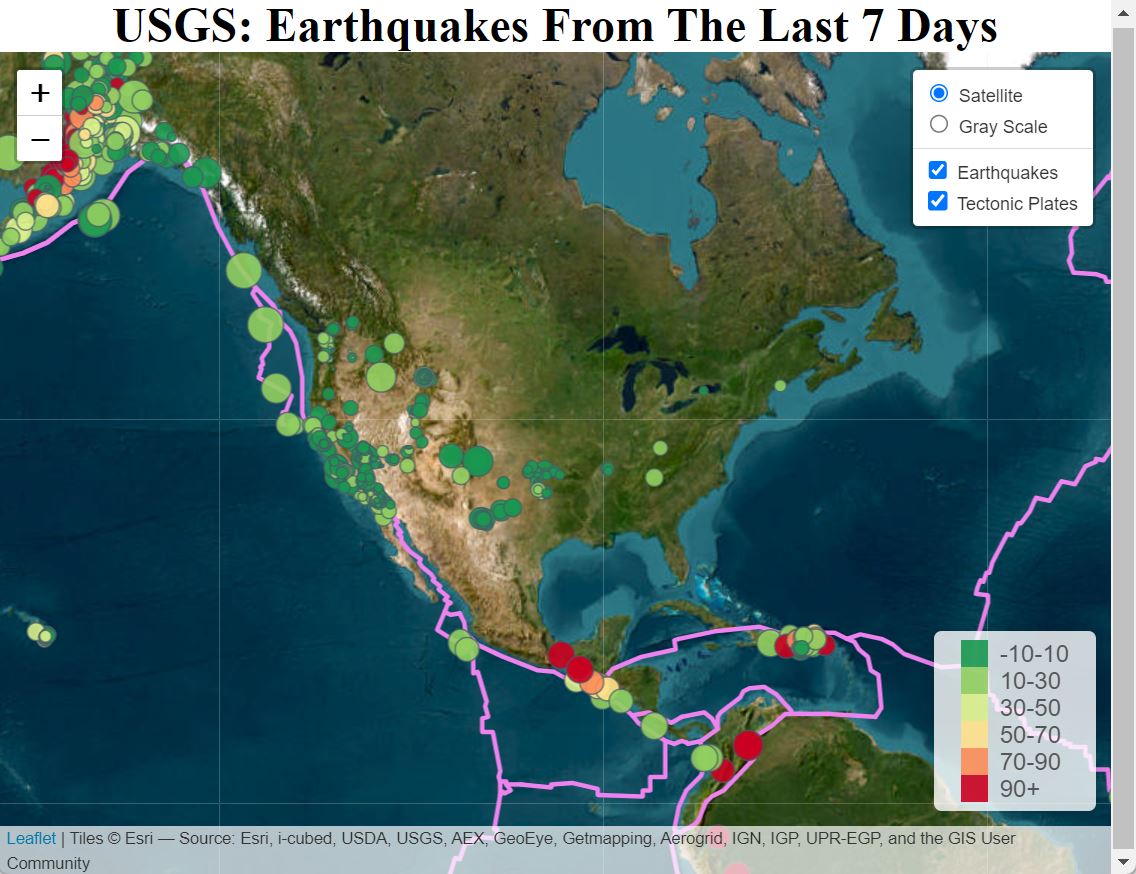 USGS: Earthquakes From The Last 7 Days
+
−
Satellite
Gray Scale
Earthquakes
Tectonic Plates
-10-10
10-30
30-50
50-70
70-90
90+
Leaflet | Tiles © Esri — Source: Esri, i-cubed, USDA, USGS, AEX, GeoEye, Getmapping, Aerogrid, IGN, IGP, UPR-EGP, and the GIS User
Community